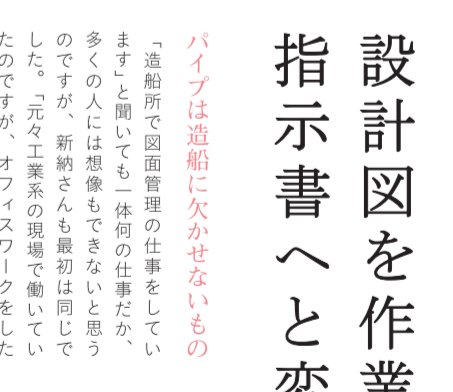 設計図を作業
指示書へと変
パイプは造船に欠かせないもの
「造船所で図面管理の仕事をしてい
ます」と聞いても一体何の仕事だか、
多くの人には想像もできないと思う
のですが、新納さんも最初は同じで
した。「元々工業系の現場で働いてい
たのですが、オフィスワークをした